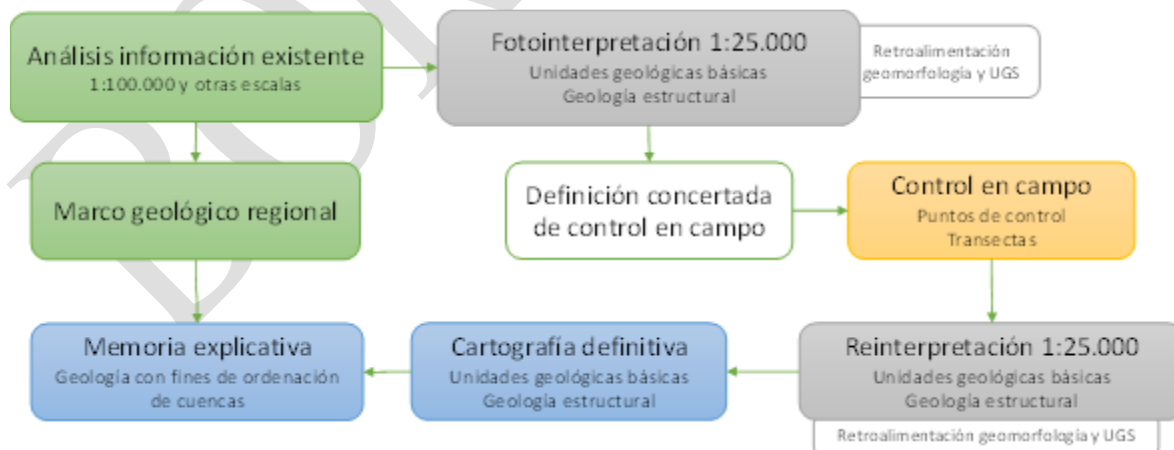 Análisis información existente
1:100.000 y otras escalas
Fotointerpretación 1:25.000
Unidades geológicas básicas
Geología estructural
Retroalimentación
geomorfología y UGS
Marco geológico regional
Definición concertada
de control en campo
Control en campo
Puntos de control
Transectas
Memoria explicativa
Geología con fines de ordenación
de cuencas
Cartografía definitiva
Unidades geológicas básicas
Geología estructural
Reinterpretación 1:25.000
Unidades geológicas básicas
Geología estructural
Retroalimentación geomorfología y UGS